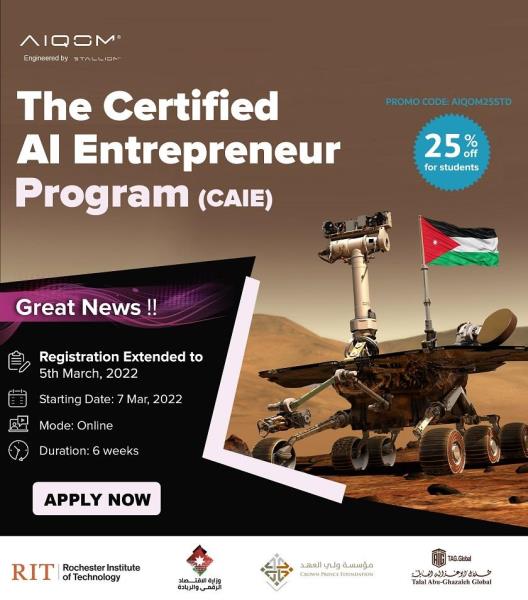 AIQOM®
Engineered by STALLION
The Certified
AI Entrepreneur
Program (CAIE)
PROMO CODE: AIQOM25STD
25%
off
for students
Great News !!
Registration Extended to
5th March, 2022
Starting Date: 7 Mar, 2022
Mode: Online
Duration: 6 weeks
APPLY NOW
RIT | Rochester Institute
of Technology
وزارة الاقتصاد
الرقمي والريادة
مؤسسة ولي العهد
CROWN PRINCE FOUNDATION
TAG.Global
طلال أبوغزاله العالمية
Talal Abu-Ghazaleh Global